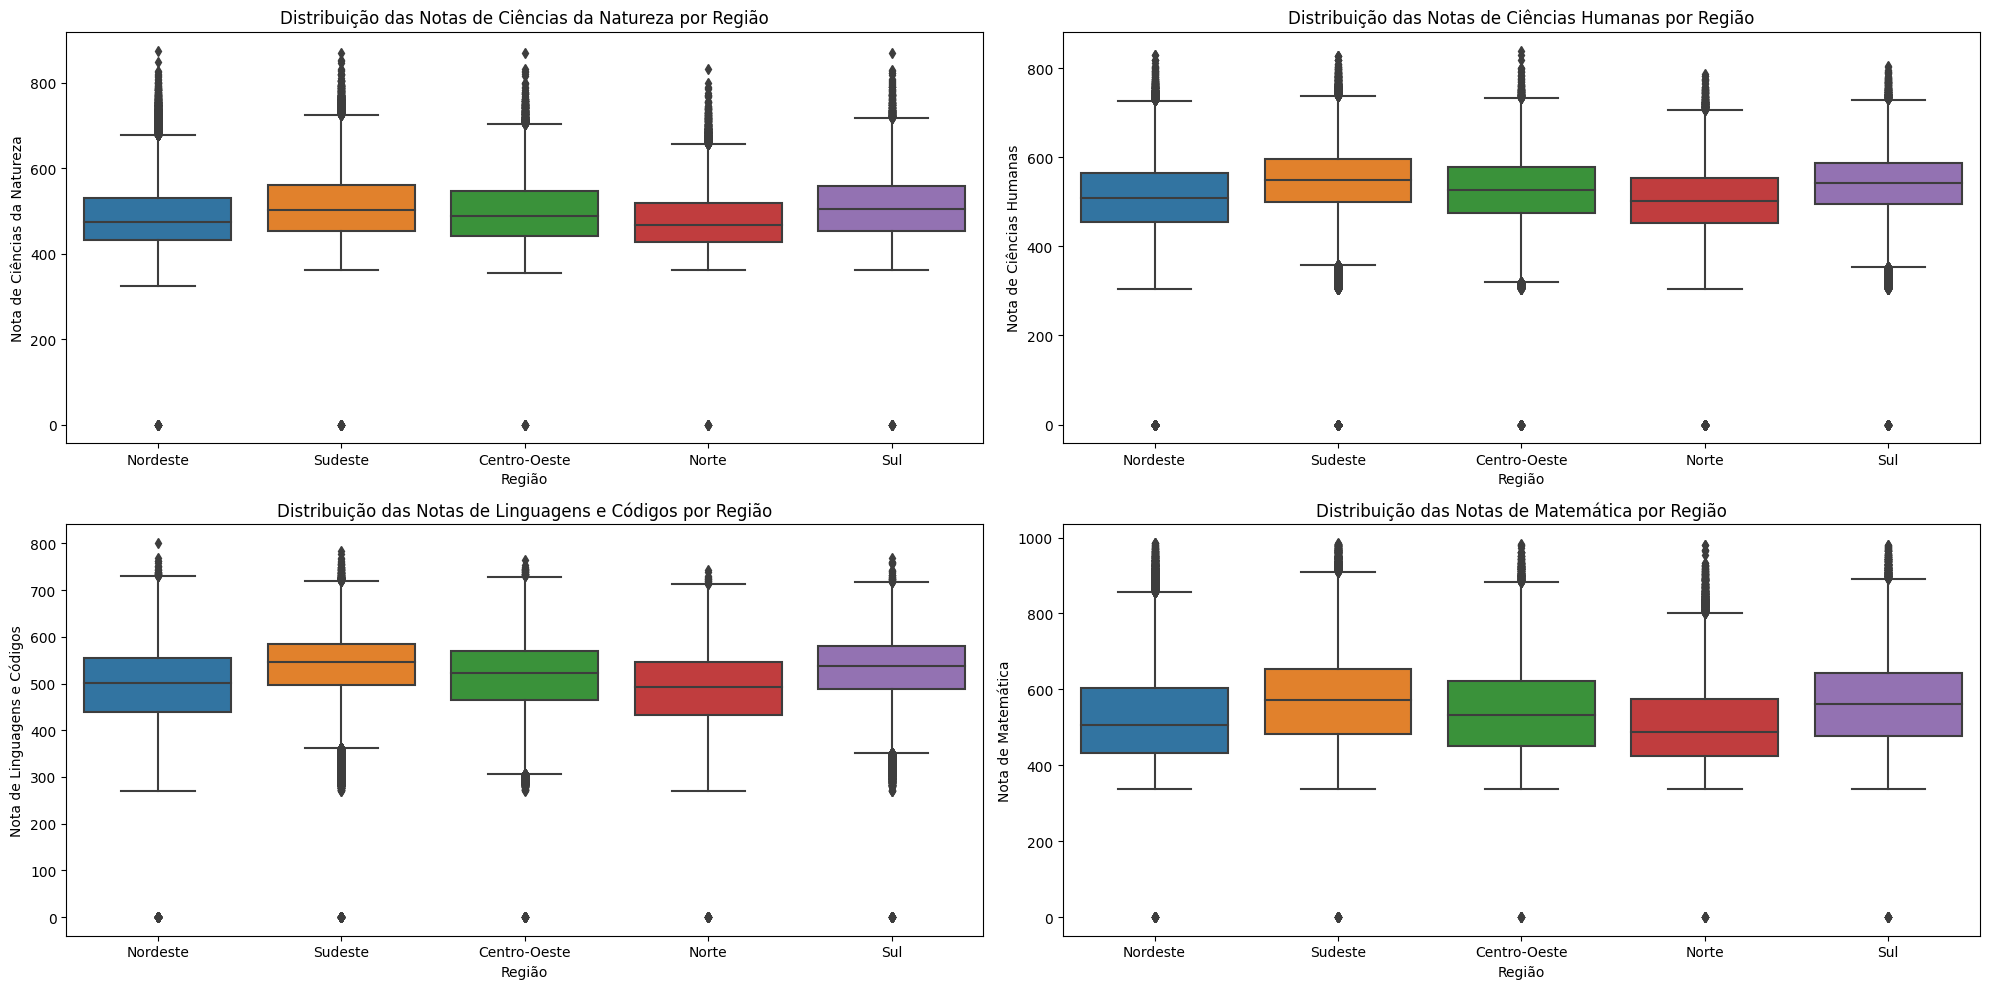 Distribuição das Notas de Ciências da Natureza por Região
Nota de Ciências da Natureza
800
600
400
200
0
Nordeste Sudeste Centro-Oeste Norte Sul
Região
Distribuição das Notas de Ciências Humanas por Região
Nota de Ciências Humanas
800
600
400
200
0
Nordeste Sudeste Centro-Oeste Norte Sul
Região
Distribuição das Notas de Linguagens e Códigos por Região
Nota de Linguagens e Códigos
800
700
600
500
400
300
200
100
0
Nordeste Sudeste Centro-Oeste Norte Sul
Região
Distribuição das Notas de Matemática por Região
Nota de Matemática
1000
800
600
400
200
0
Nordeste Sudeste Centro-Oeste Norte Sul
Região